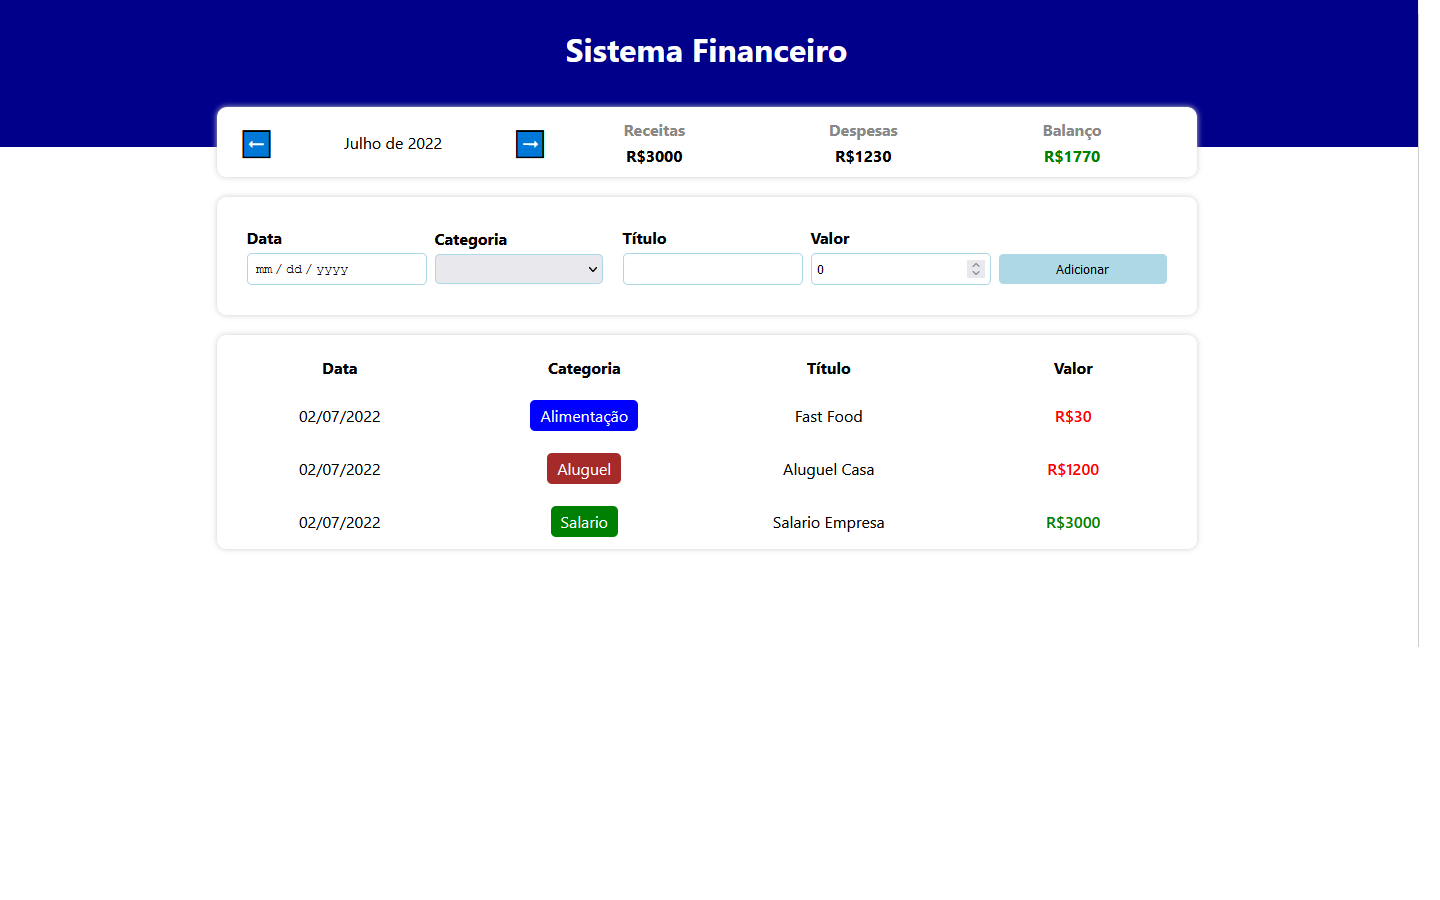 Sistema Financeiro
Julho de 2022
Receitas Despesas Balanço
R$3000 R$1230 R$1770
Data Categoria Título Valor
mm / dd / yyyy 0 Adicionar
Data Categoria Título Valor
02/07/2022 Alimentação Fast Food R$30
02/07/2022 Aluguel Aluguel Casa R$1200
02/07/2022 Salario Salario Empresa R$3000